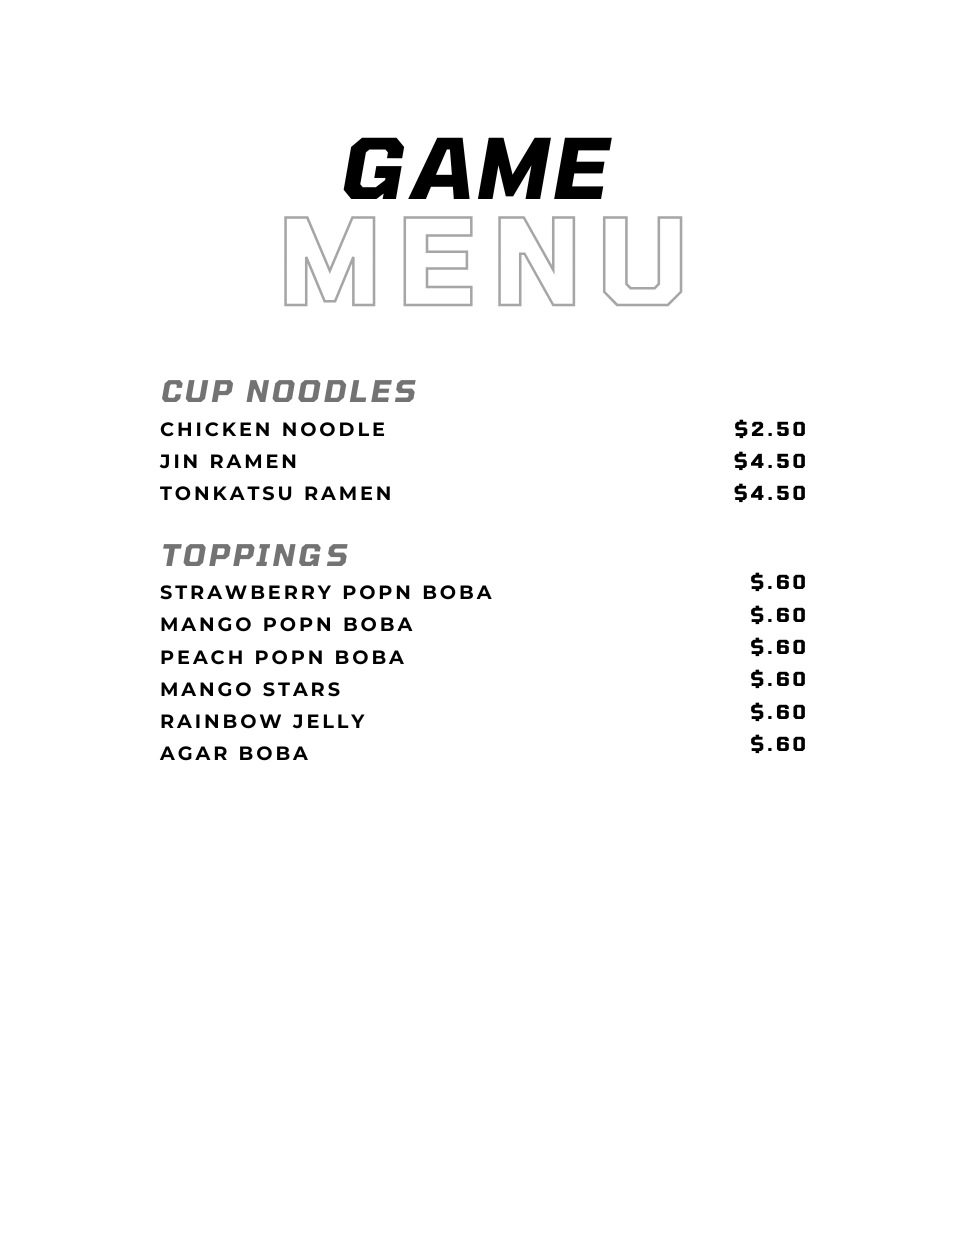 GAME
MENU
CUP NOODLES
CHICKEN NOODLE $2.50
JIN RAMEN $4.50
TONKATSU RAMEN $4.50
TOPPINGS
STRAWBERRY POPN BOBA $.60
MANGO POPN BOBA $.60
PEACH POPN BOBA $.60
MANGO STARS $.60
RAINBOW JELLY $.60
AGAR BOBA $.60